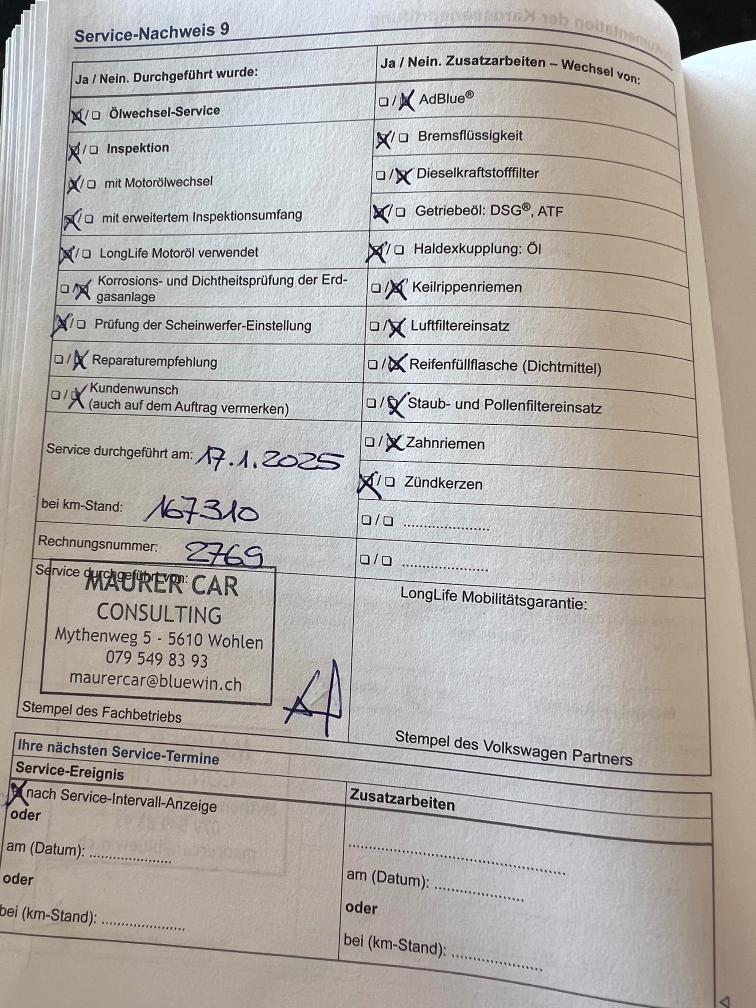 Service-Nachweis 9
Ja / Nein. Durchgeführt wurde:
☒/☐ Ölwechsel-Service
☒/☐ Inspektion
☒/☐ mit Motorölwechsel
☒/☐ mit erweitertem Inspektionsumfang
☒/☐ LongLife Motoröl verwendet
☐/☒ Korrosions- und Dichtheitsprüfung der Erd-
gasanlage
☒/☐ Prüfung der Scheinwerfer-Einstellung
☐/☒ Reparaturempfehlung
☐/☒ Kundenwunsch
(auch auf dem Auftrag vermerken)
Service durchgeführt am: 17.1.2025
bei km-Stand: 167310
Rechnungsnummer: 2769
Service durchgeführt von:
MAURER CAR
CONSULTING
Mythenweg 5 - 5610 Wohlen
079 549 83 93
maurercar@bluewin.ch
Stempel des Fachbetriebs
Ja / Nein. Zusatzarbeiten – Wechsel von:
☐/☒ AdBlue®
☒/☐ Bremsflüssigkeit
☐/☒ Dieselkraftstofffilter
☒/☐ Getriebeöl: DSG®, ATF
☒/☐ Haldexkupplung: Öl
☐/☒ Keilrippenriemen
☐/☒ Luftfiltereinsatz
☐/☒ Reifenfüllflasche (Dichtmittel)
☐/☒ Staub- und Pollenfiltereinsatz
☐/☒ Zahnriemen
☒/☐ Zündkerzen
☐/☐ ......................
☐/☐ ......................
LongLife Mobilitätsgarantie:
Stempel des Volkswagen Partners
Ihre nächsten Service-Termine
Service-Ereignis
☒ nach Service-Intervall-Anzeige
oder
am (Datum): .....................
oder
bei (km-Stand): .....................
Zusatzarbeiten
.......................................................
am (Datum): .......................
oder
bei (km-Stand): .......................